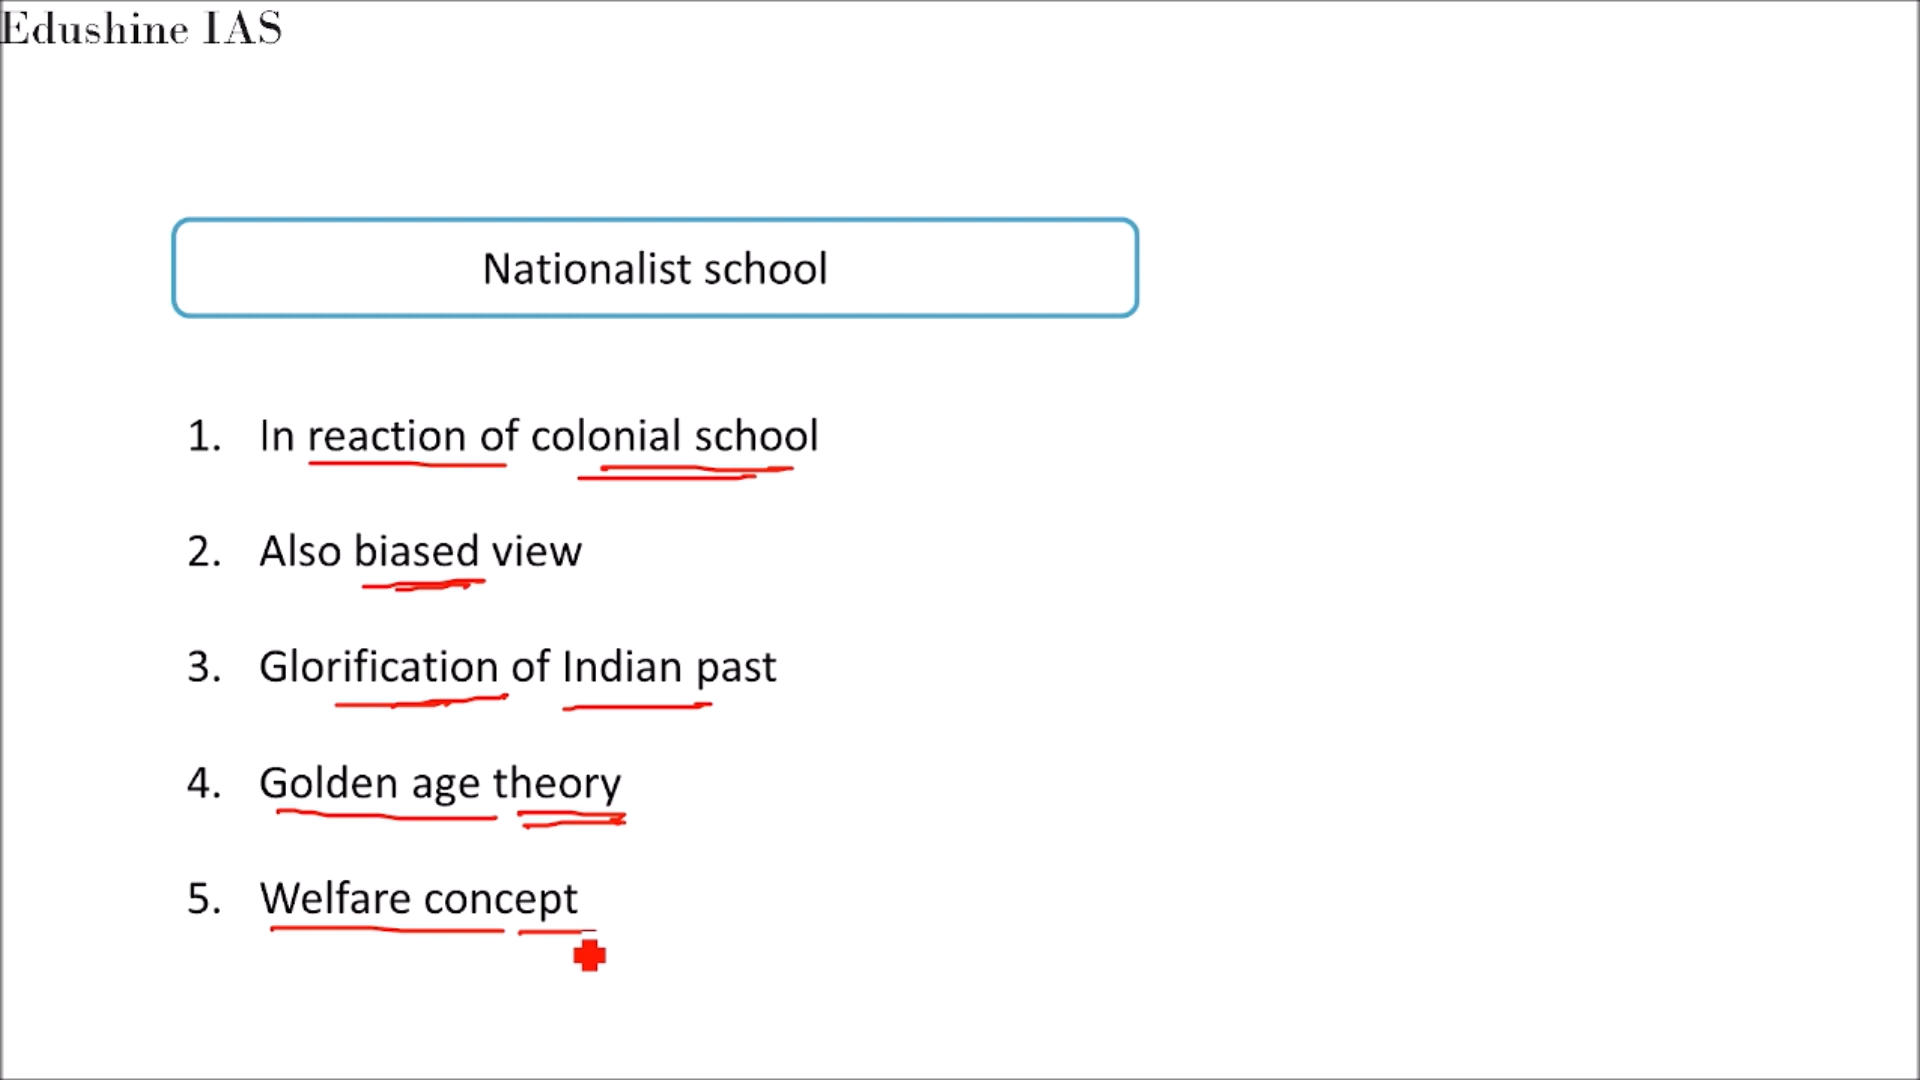 Edushine IAS
Nationalist school
1. In reaction of colonial school
2. Also biased view
3. Glorification of Indian past
4. Golden age theory
5. Welfare concept